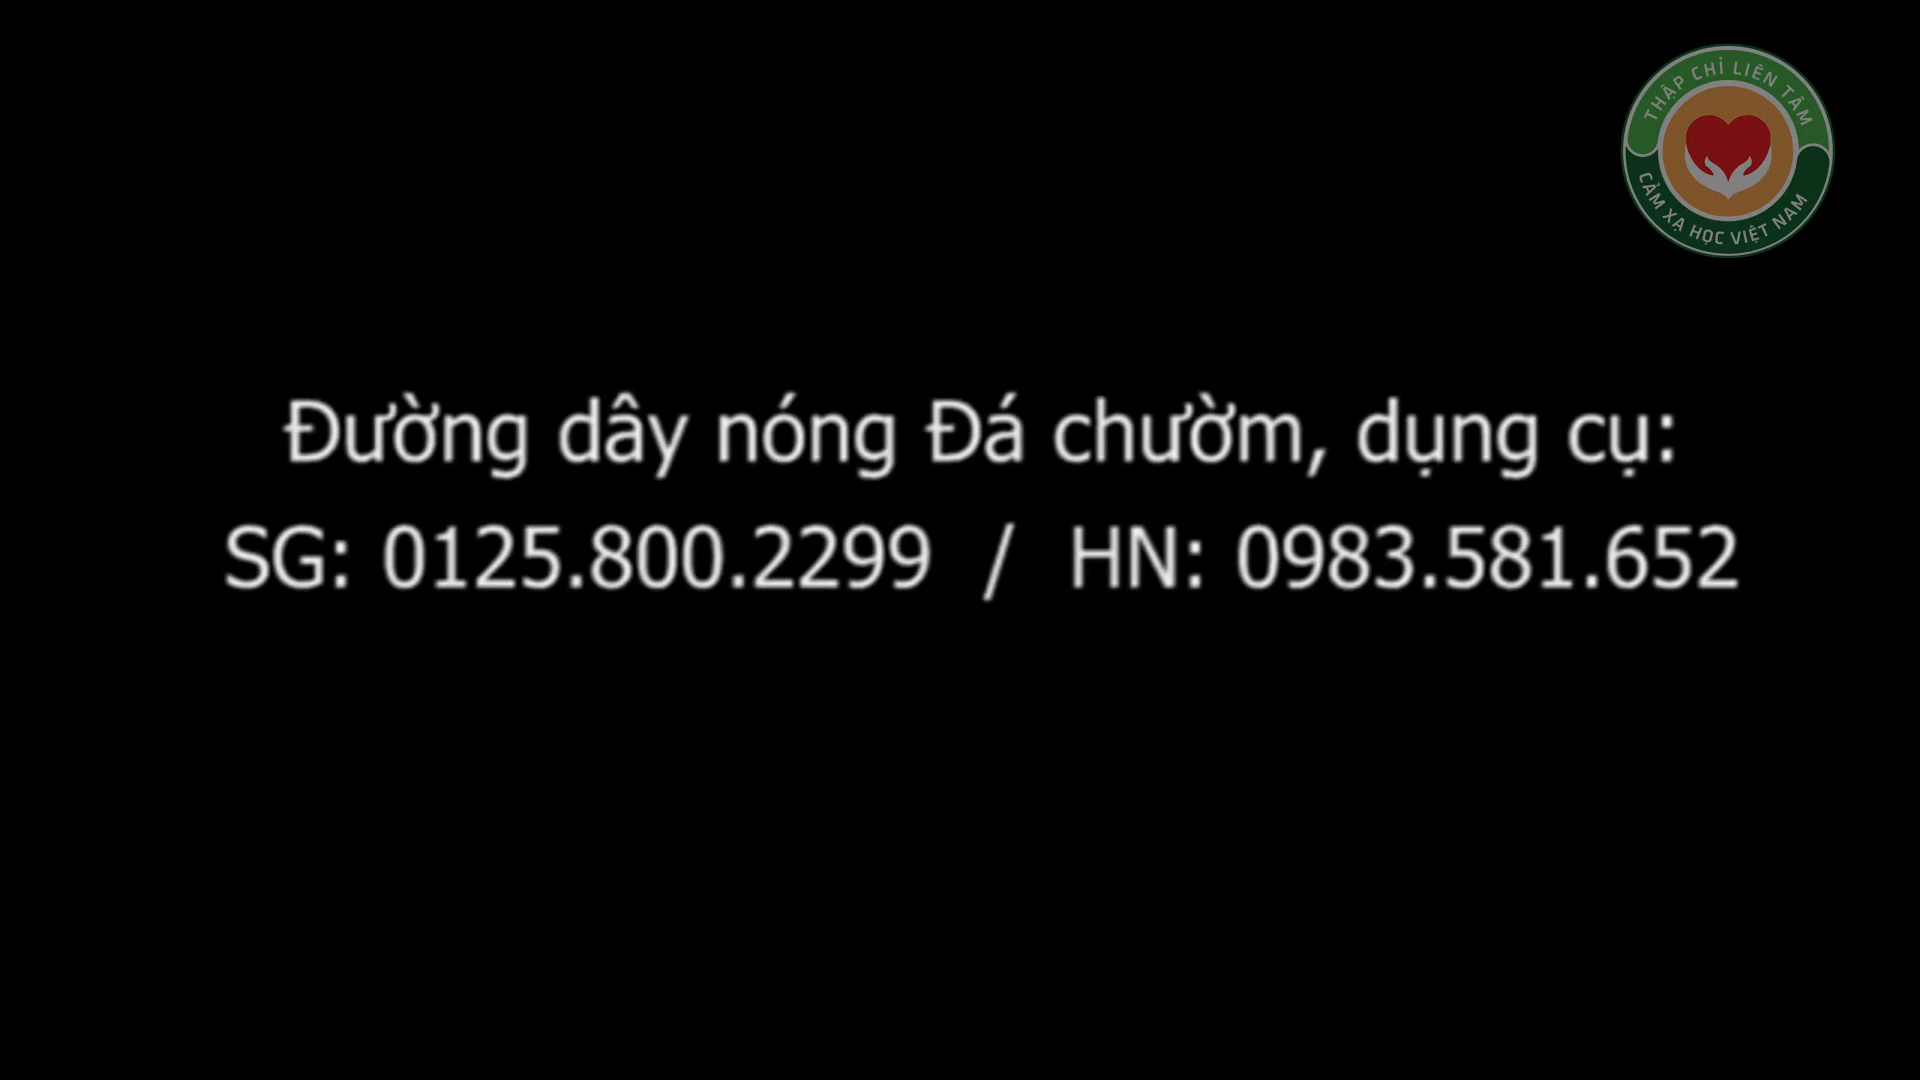 THẬP CHỈ LIÊN TÂM
CẢM XẠ HỌC VIỆT NAM
Đường dây nóng Đá chườm, dụng cụ:
SG: 0125.800.2299 / HN: 0983.581.652